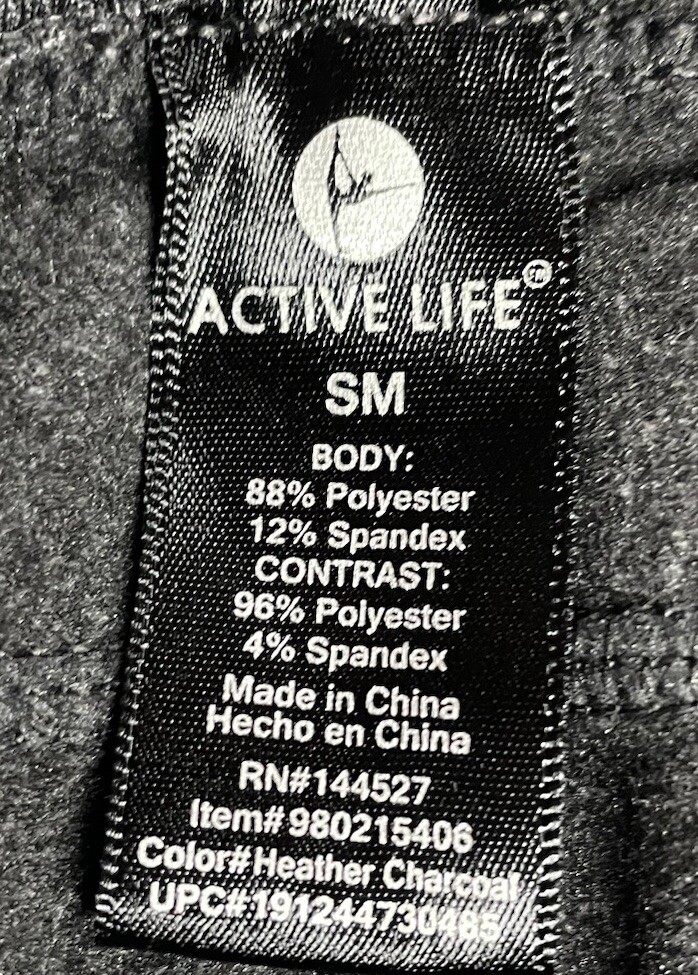 ACTIVE LIFE
SM
BODY:
88% Polyester
12% Spandex
CONTRAST:
96% Polyester
4% Spandex
Made in China
Hecho en China
RN#144527
Item#980215406
Color#Heather Charcoal
UPC#191244730485